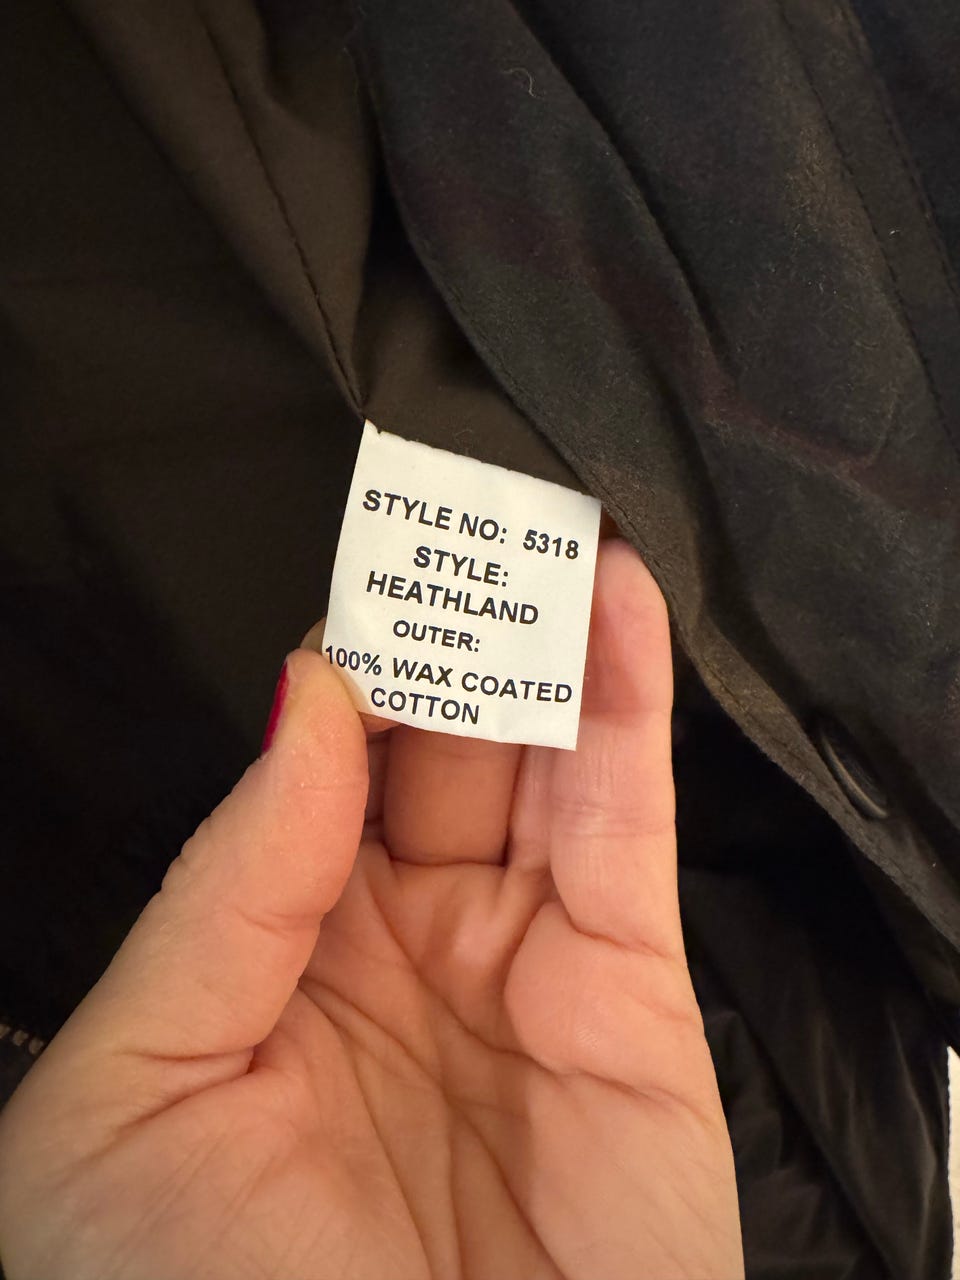 STYLE NO: 5318
STYLE:
HEATHLAND
OUTER:
100% WAX COATED
COTTON